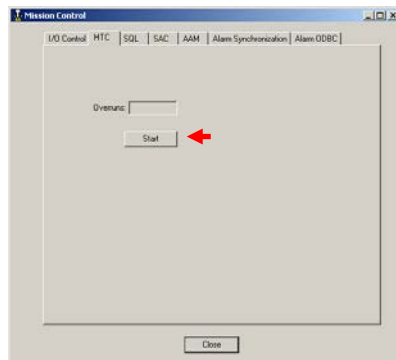 Mission Control
I/O Control HTC SQL SAC AAM Alarm Synchronization Alarm ODBC
Overruns:
Start
Close